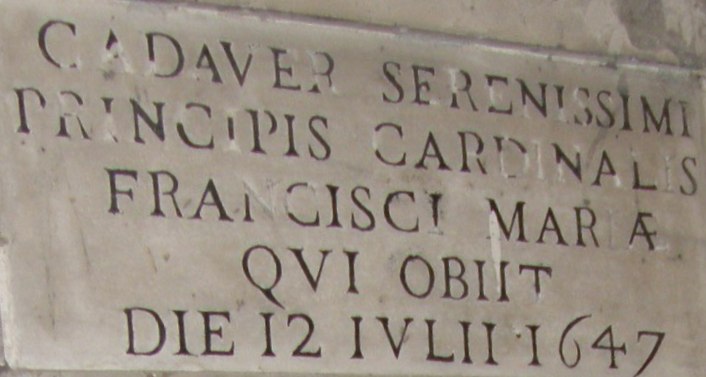 CADAVER SERENISSIMI
PRINCIPIS CARDINALIS
FRANCISCI MARIÆ
QVI OBIIT
DIE 12 IVLII 1647